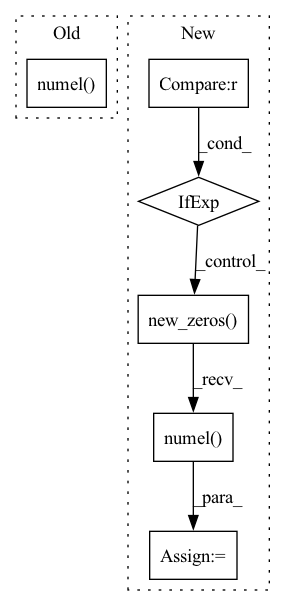 Old
New
numel()
Compare:r
_cond_
IfExp
_control_
new_zeros()
_recv_
numel()
_para_
Assign:=